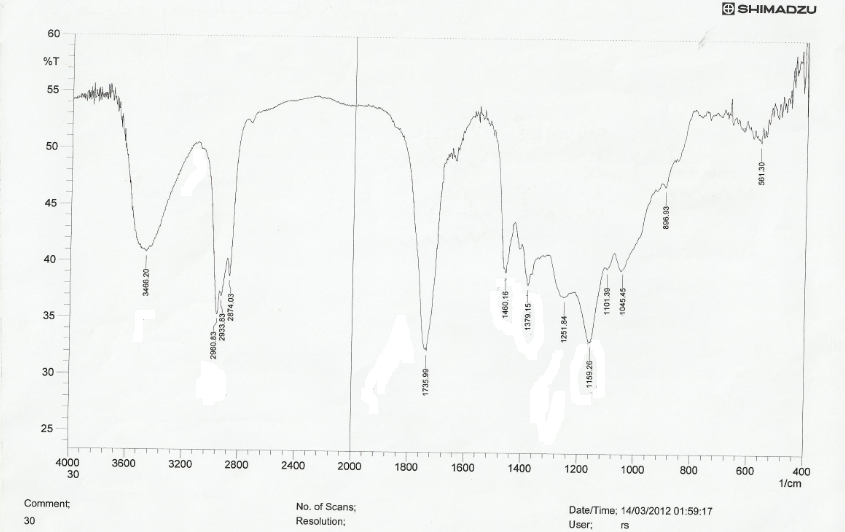 SHIMADZU
60
%T
55
50
45
40
35
30
25
3466.20
2960.83
2933.83
2874.03
1735.99
1460.16
1379.15
1251.84
1159.26
1101.39
1045.45
896.93
561.30
4000 3600 3200 2800 2400 2000 1800 1600 1400 1200 1000 800 600 400
30 1/cm
Comment;
30
No. of Scans;
Resolution;
Date/Time; 14/03/2012 01:59:17
User; rs